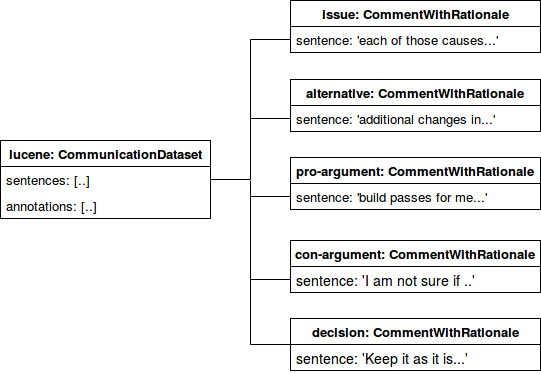 issue: CommentWithRationale
sentence: 'each of those causes...'
alternative: CommentWithRationale
sentence: 'additional changes in...'
lucene: CommunicationDataset
sentences: [..]
annotations: [..]
pro-argument: CommentWithRationale
sentence: 'build passes for me...'
con-argument: CommentWithRationale
sentence: 'I am not sure if ..'
decision: CommentWithRationale
sentence: 'Keep it as it is...'